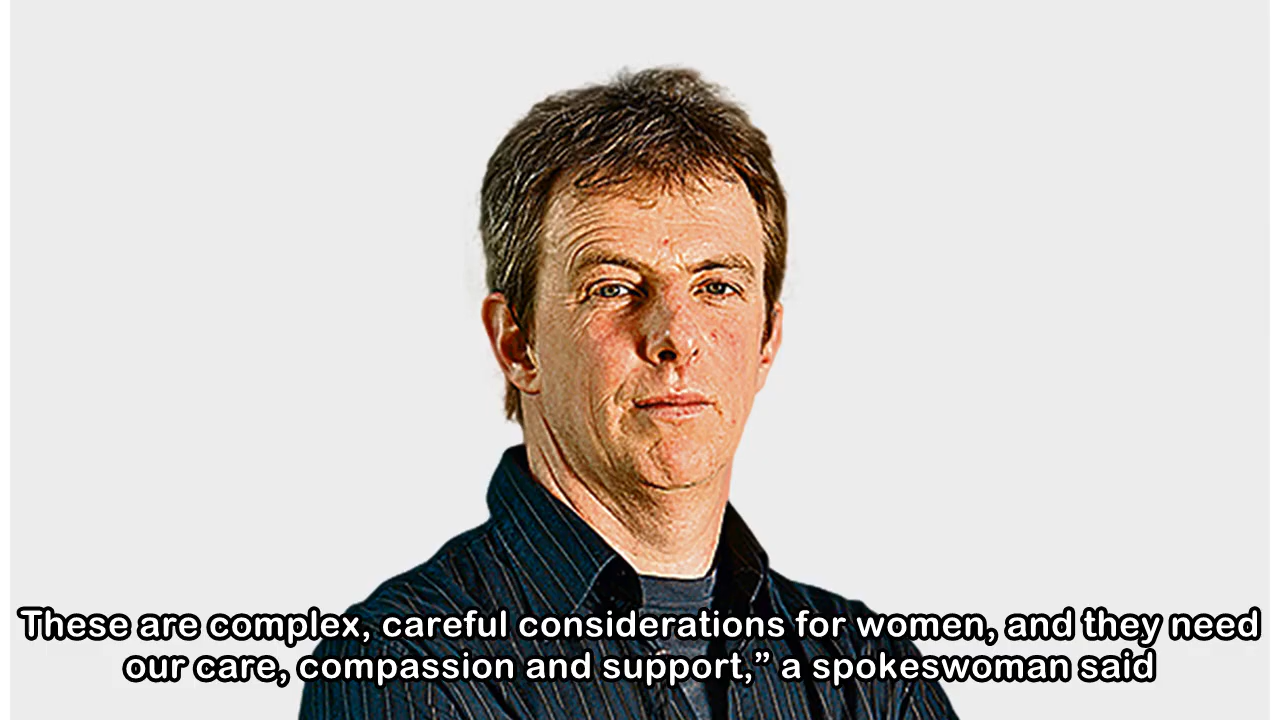 These are complex, careful considerations for women, and they need
our care, compassion and support,” a spokeswoman said